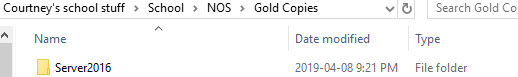 Courtney's school stuff > School > NOS > Gold Copies Search Gold Co
Name Date modified Type
Server2016 2019-04-08 9:21 PM File folder